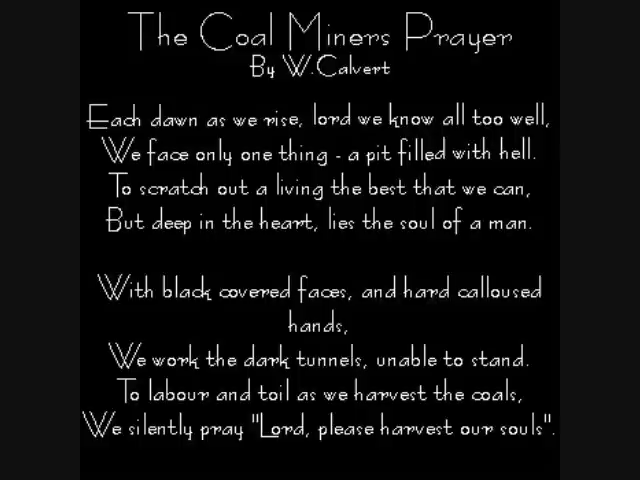 The Coal Miners Prayer
By W.Calvert
Each dawn as we rise, lord we know all too well,
We face only one thing - a pit filled with hell.
To scratch out a living the best that we can,
But deep in the heart, lies the soul of a man.
With black covered faces, and hard calloused
hands,
We work the dark tunnels, unable to stand.
To labour and toil as we harvest the coals,
We silently pray "Lord, please harvest our souls".